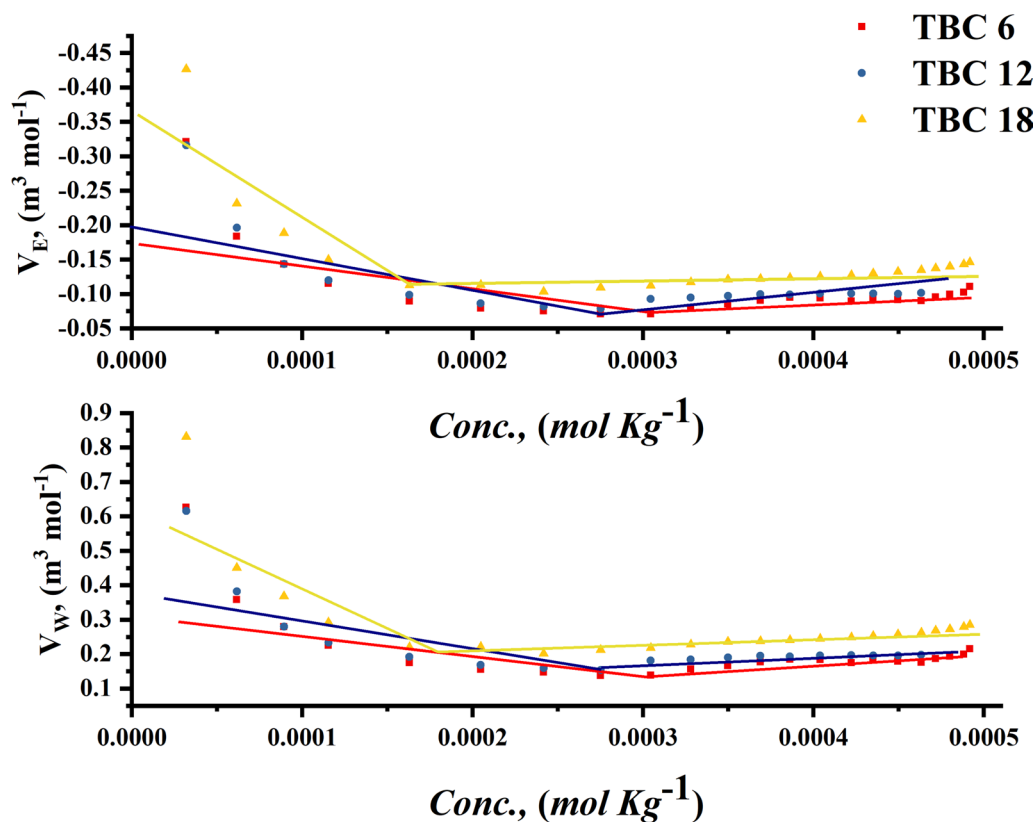 TBC 6
TBC 12
TBC 18
V_E, (m³ mol⁻¹)
-0.45
-0.40
-0.35
-0.30
-0.25
-0.20
-0.15
-0.10
-0.05
0.0000 0.0001 0.0002 0.0003 0.0004 0.0005
Conc., (mol Kg⁻¹)
V_W, (m³ mol⁻¹)
0.9
0.8
0.7
0.6
0.5
0.4
0.3
0.2
0.1
0.0000 0.0001 0.0002 0.0003 0.0004 0.0005
Conc., (mol Kg⁻¹)